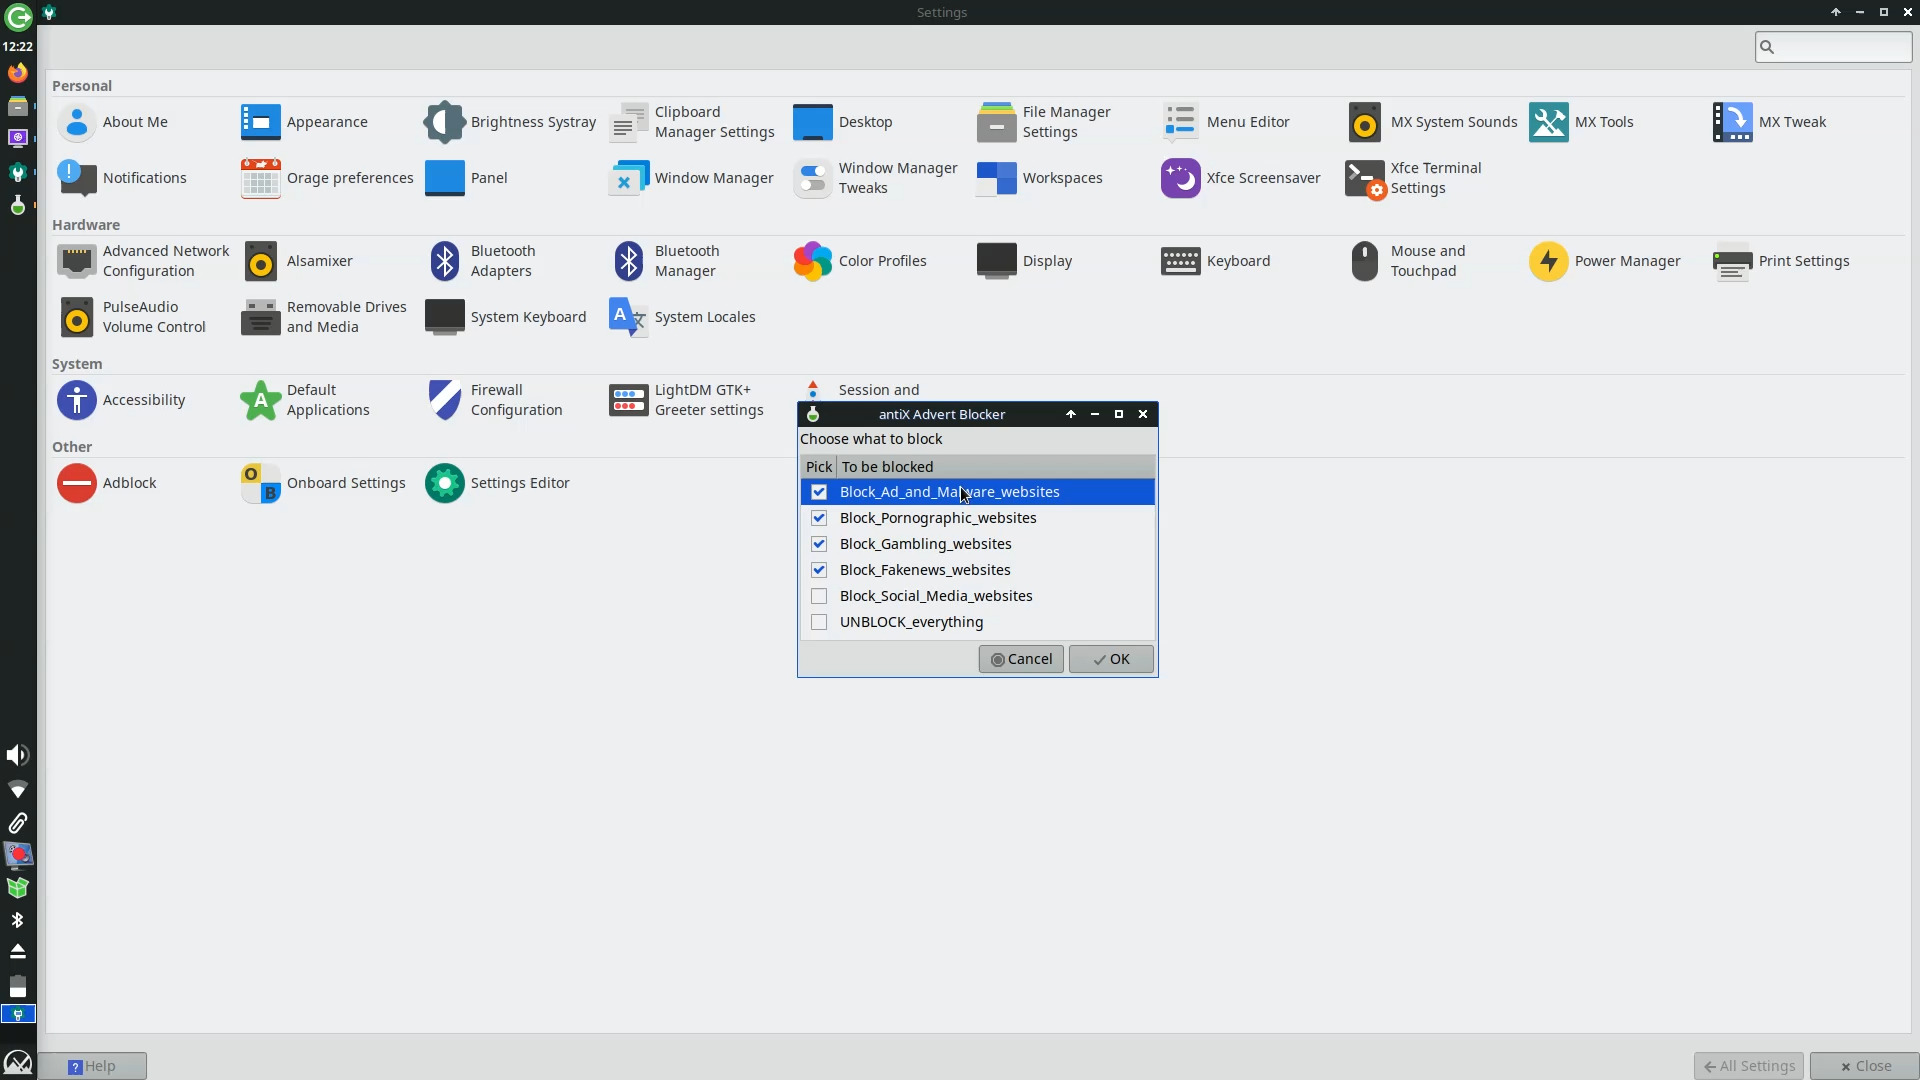 Settings
12:22
Personal
About Me
Appearance
Brightness Systray
Clipboard
Manager Settings
Desktop
File Manager
Settings
Menu Editor
MX System Sounds
MX Tools
MX Tweak
Notifications
Orage preferences
Panel
Window Manager
Window Manager
Tweaks
Workspaces
Xfce Screensaver
Xfce Terminal
Settings
Hardware
Advanced Network
Configuration
Alsamixer
Bluetooth
Adapters
Bluetooth
Manager
Color Profiles
Display
Keyboard
Mouse and
Touchpad
Power Manager
Print Settings
PulseAudio
Volume Control
Removable Drives
and Media
System Keyboard
System Locales
System
Accessibility
Default
Applications
Firewall
Configuration
LightDM GTK+
Greeter settings
Session and
Other
Adblock
Onboard Settings
Settings Editor
antiX Advert Blocker
Choose what to block
Pick To be blocked
Block_Ad_and_Malware_websites
Block_Pornographic_websites
Block_Gambling_websites
Block_Fakenews_websites
Block_Social_Media_websites
UNBLOCK_everything
Cancel
OK
Help
All Settings
Close